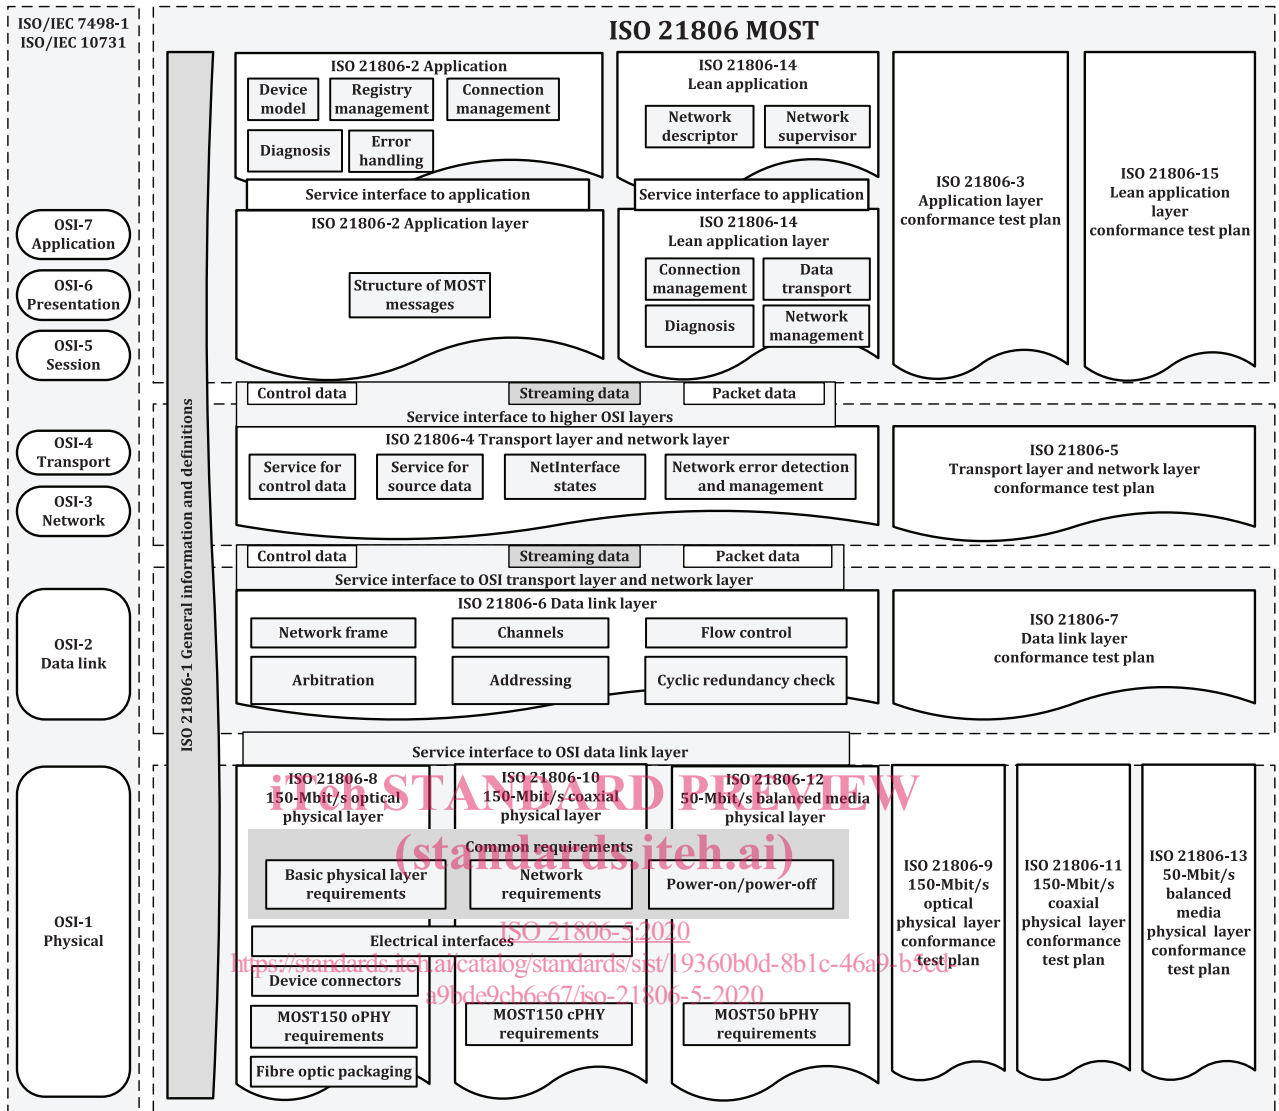 ISO/IEC 7498-1
ISO/IEC 10731
ISO 21806 MOST
ISO 21806-1 General information and definitions
ISO 21806-2 Application
Device
model
Registry
management
Connection
management
Diagnosis
Error
handling
Service interface to application
ISO 21806-14
Lean application
Network
descriptor
Network
supervisor
Service interface to application
ISO 21806-3
Application layer
conformance test plan
ISO 21806-15
Lean application
layer
conformance test plan
OSI-7
Application
OSI-6
Presentation
OSI-5
Session
ISO 21806-2 Application layer
Structure of MOST
messages
ISO 21806-14
Lean application layer
Connection
management
Data
transport
Diagnosis
Network
management
Control data
Streaming data
Packet data
Service interface to higher OSI layers
OSI-4
Transport
OSI-3
Network
ISO 21806-4 Transport layer and network layer
Service for
control data
Service for
source data
NetInterface
states
Network error detection
and management
ISO 21806-5
Transport layer and network layer
conformance test plan
Control data
Streaming data
Packet data
Service interface to OSI transport layer and network layer
OSI-2
Data link
ISO 21806-6 Data link layer
Network frame
Channels
Flow control
Arbitration
Addressing
Cyclic redundancy check
ISO 21806-7
Data link layer
conformance test plan
Service interface to OSI data link layer
OSI-1
Physical
ISO 21806-8
150-Mbit/s optical
physical layer
ISO 21806-10
150-Mbit/s coaxial
physical layer
ISO 21806-12
50-Mbit/s balanced media
physical layer
Common requirements
Basic physical layer
requirements
Network
requirements
Power-on/power-off
Electrical interfaces
Device connectors
MOST150 oPHY
requirements
MOST150 cPHY
requirements
MOST50 bPHY
requirements
Fibre optic packaging
ISO 21806-9
150-Mbit/s
optical
physical layer
conformance
test plan
ISO 21806-11
150-Mbit/s
coaxial
physical layer
conformance
test plan
ISO 21806-13
50-Mbit/s
balanced
media
physical layer
conformance
test plan
iTeh STANDARD PREVIEW
(standards.iteh.ai)
ISO 21806-5:2020
https://standards.iteh.ai/catalog/standards/sist/19360b0d-8b1c-46a9-b3ed-
a9bde9cb6e67/iso-21806-5-2020